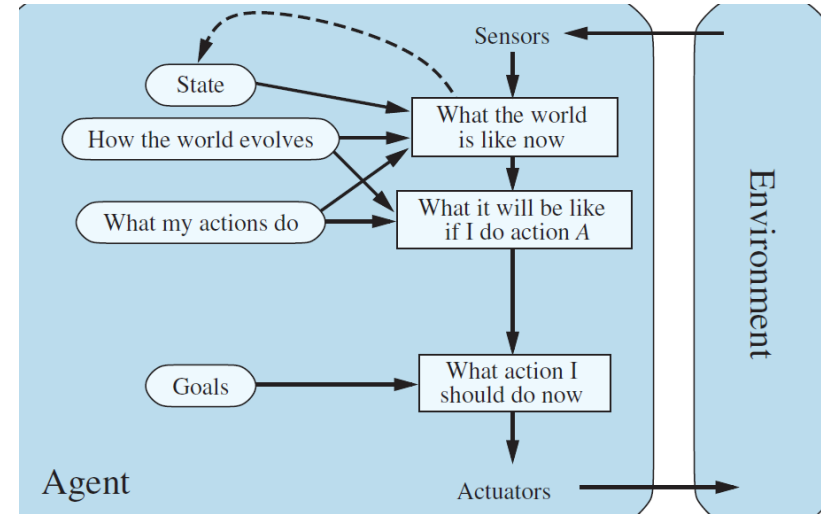 Sensors
State
What the world
is like now
How the world evolves
What my actions do
What it will be like
if I do action A
Environment
Goals
What action I
should do now
Agent
Actuators